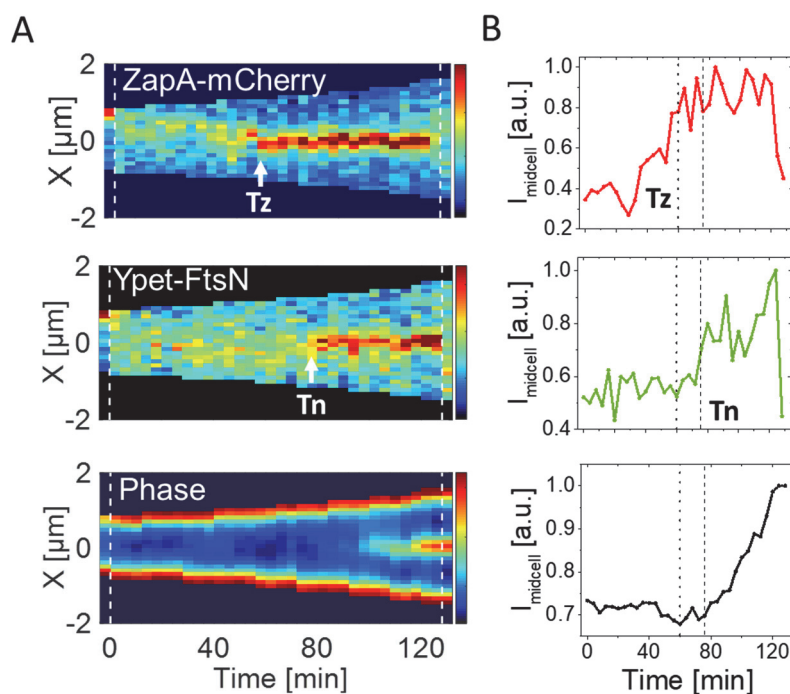 A
B
ZapA-mCherry
X [µm]
2
0
-2
Tz
Ypet-FtsN
X [µm]
2
0
-2
Tn
Phase
X [µm]
2
0
-2
0 40 80 120
Time [min]
I midcell [a.u.]
1.0
0.8
0.6
0.4
0.2
Tz
I midcell [a.u.]
1.0
0.8
0.6
0.4
Tn
I midcell [a.u.]
1.0
0.9
0.8
0.7
0 40 80 120
Time [min]